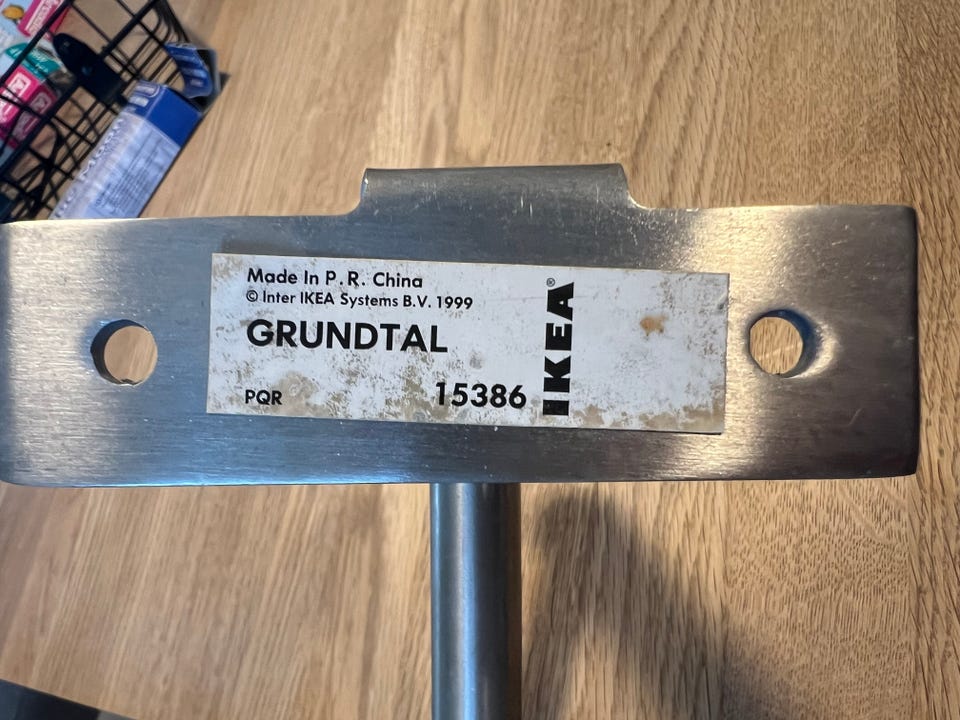 Made In P.R. China
© Inter IKEA Systems B.V. 1999
GRUNDTAL
PQR
15386
IKEA®